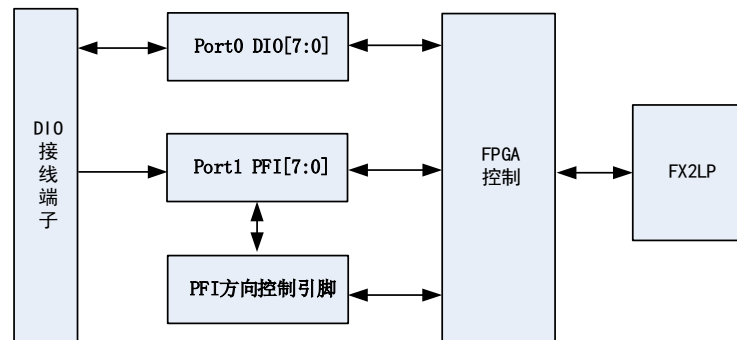 Port0 DIO[7:0]
DIO
接
线
端
子
Port1 PFI[7:0]
PFI方向控制引脚
FPGA
控制
FX2LP